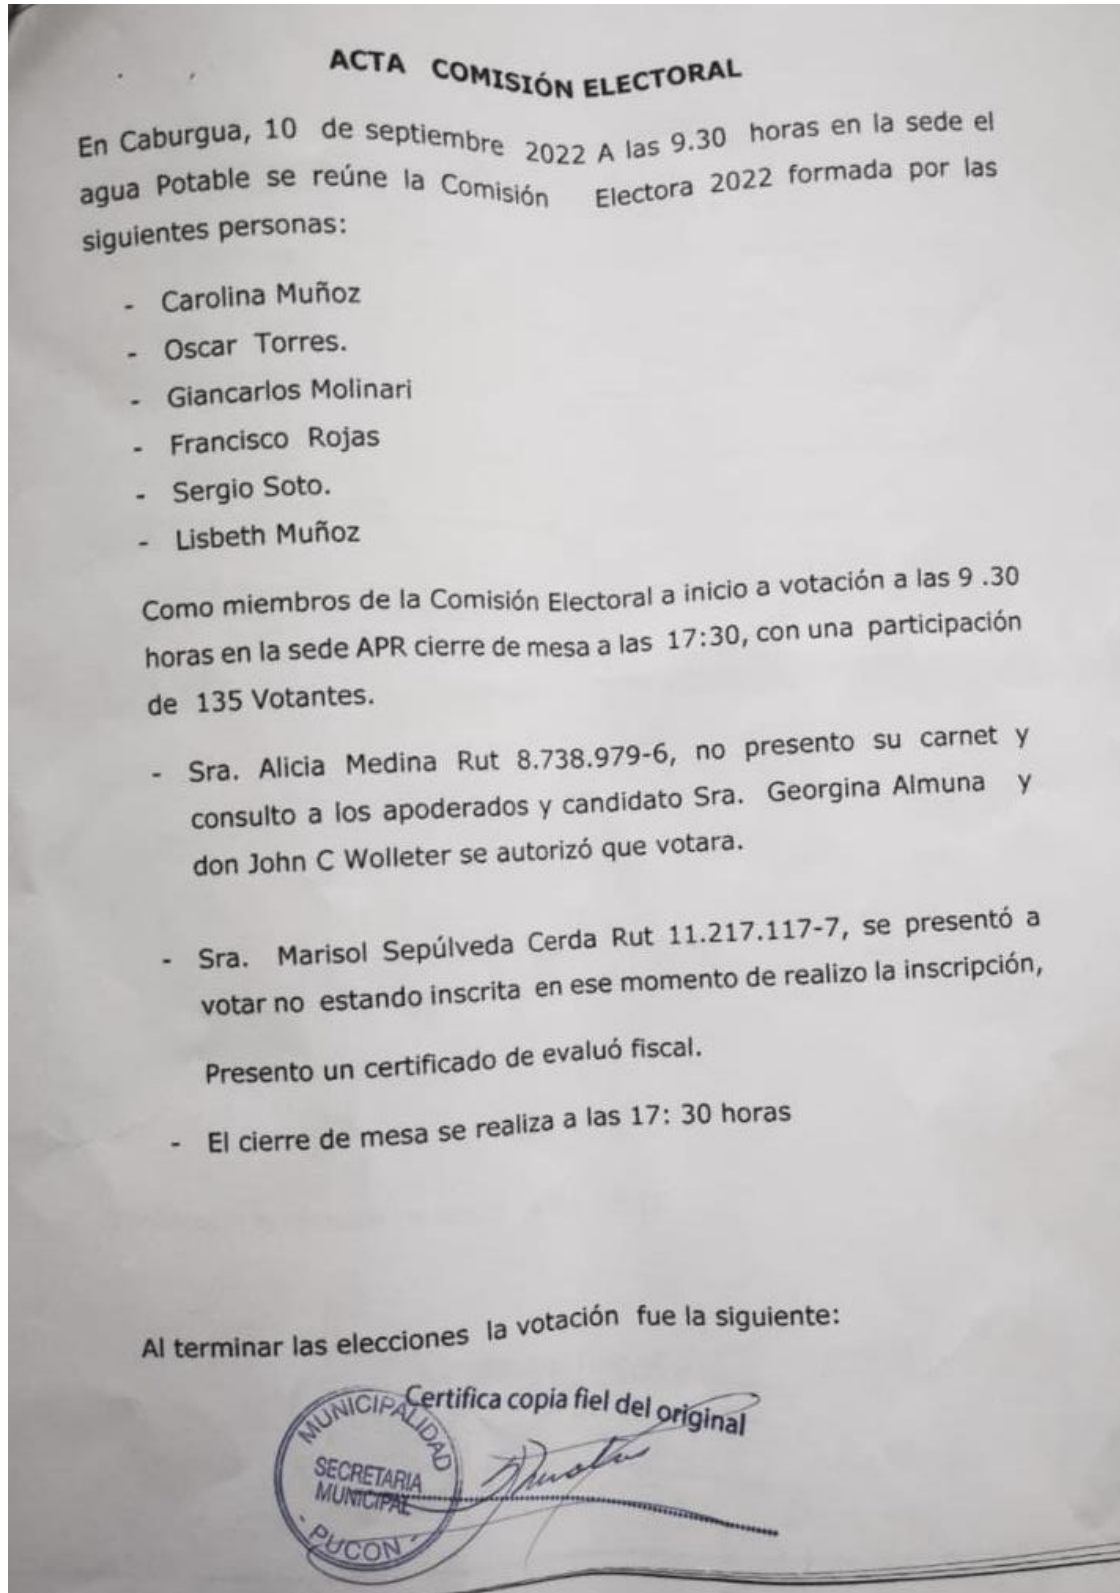 ACTA COMISIÓN ELECTORAL
En Caburgua, 10 de septiembre 2022 A las 9.30 horas en la sede el
agua Potable se reúne la Comisión Electora 2022 formada por las
siguientes personas:
- Carolina Muñoz
- Oscar Torres.
- Giancarlos Molinari
- Francisco Rojas
- Sergio Soto.
- Lisbeth Muñoz
Como miembros de la Comisión Electoral a inicio a votación a las 9 .30
horas en la sede APR cierre de mesa a las 17:30, con una participación
de 135 Votantes.
- Sra. Alicia Medina Rut 8.738.979-6, no presento su carnet y
consulto a los apoderados y candidato Sra. Georgina Almuna y
don John C Wolleter se autorizó que votara.
- Sra. Marisol Sepúlveda Cerda Rut 11.217.117-7, se presentó a
votar no estando inscrita en ese momento de realizo la inscripción,
Presento un certificado de evaluó fiscal.
- El cierre de mesa se realiza a las 17: 30 horas
Al terminar las elecciones la votación fue la siguiente:
Certifica copia fiel del original
MUNICIPALIDAD
SECRETARIA
MUNICIPAL
- PUCON -